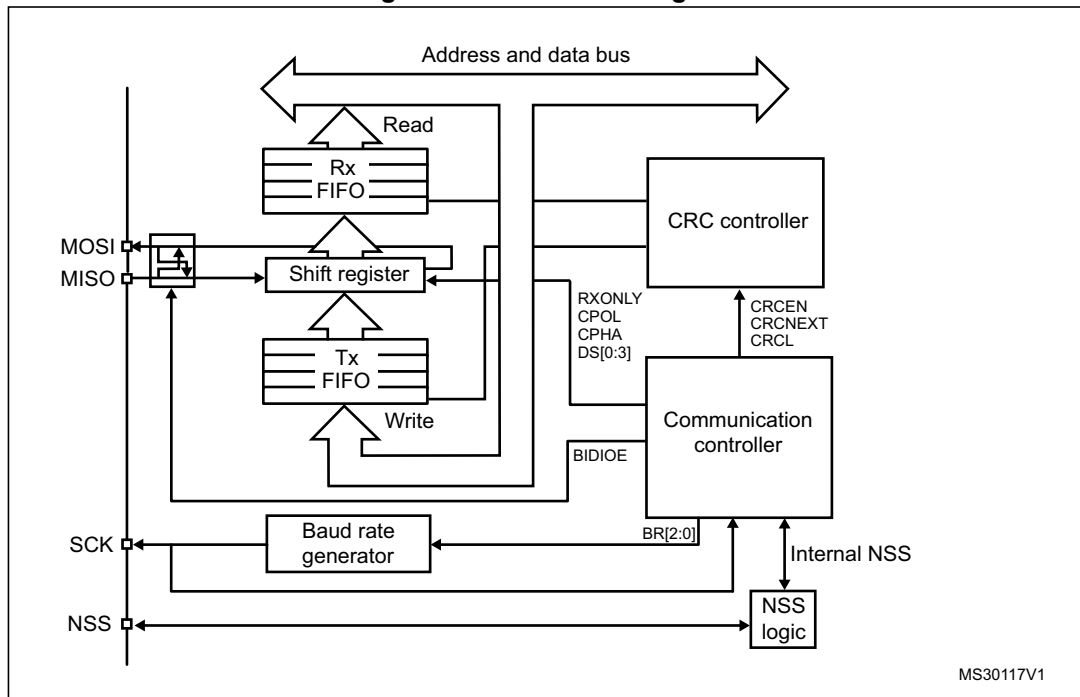 Address and data bus
Read
Rx
FIFO
CRC controller
MOSI
MISO
Shift register
RXONLY
CPOL
CPHA
DS[0:3]
CRCEN
CRCNEXT
CRCL
Tx
FIFO
Write
Communication
controller
BIDIOE
Baud rate
generator
BR[2:0]
SCK
Internal NSS
NSS
NSS
logic
MS30117V1